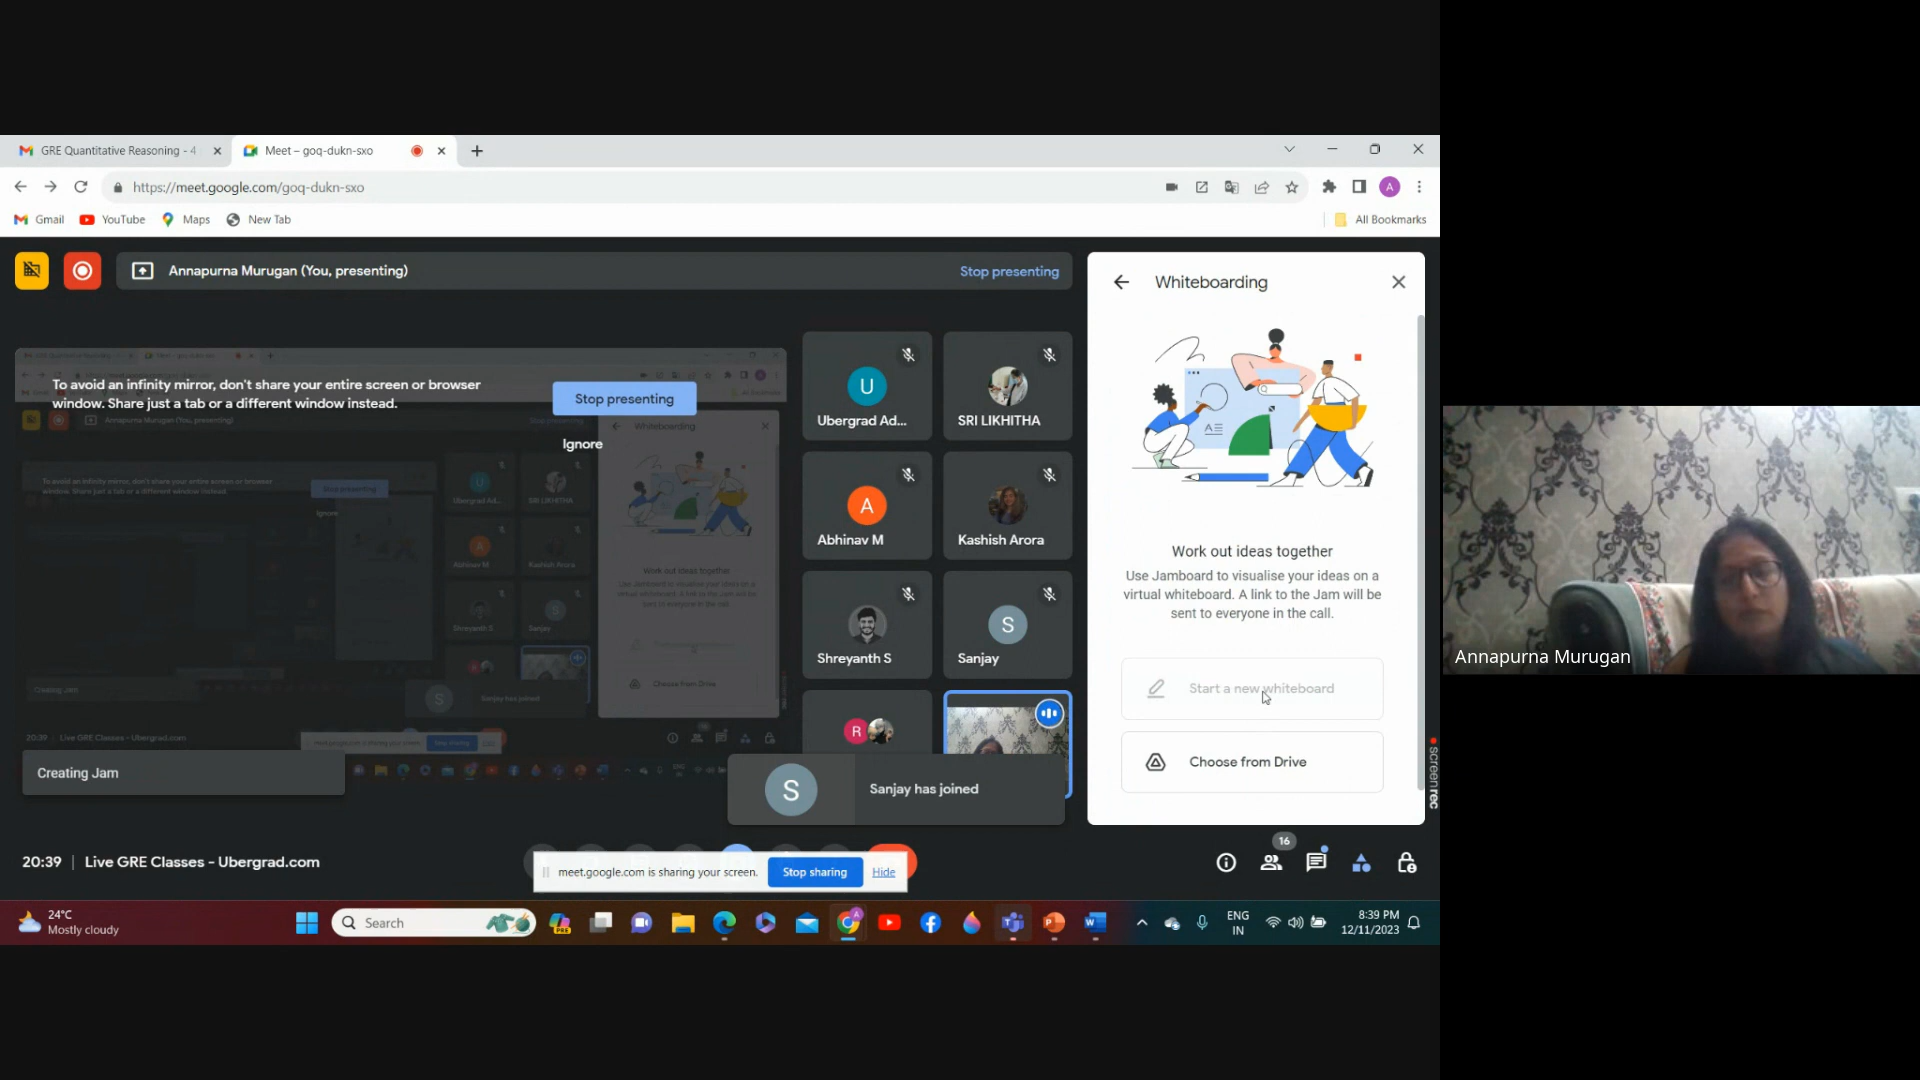 GRE Quantitative Reasoning - 4
Meet – goq-dukn-sxo
https://meet.google.com/goq-dukn-sxo
A
Gmail
YouTube
Maps
New Tab
All Bookmarks
Annapurna Murugan (You, presenting)
Stop presenting
To avoid an infinity mirror, don't share your entire screen or browser
window. Share just a tab or a different window instead.
Stop presenting
Ignore
U
Ubergrad Ad...
SRI LIKHITHA
A
Abhinav M
Kashish Arora
Shreyanth S
S
Sanjay
R
Creating Jam
S
Sanjay has joined
Whiteboarding
Work out ideas together
Use Jamboard to visualise your ideas on a
virtual whiteboard. A link to the Jam will be
sent to everyone in the call.
Start a new whiteboard
Choose from Drive
screenrec
Annapurna Murugan
20:39 | Live GRE Classes - Ubergrad.com
meet.google.com is sharing your screen.
Stop sharing
Hide
16
24°C
Mostly cloudy
Search
PRE
ENG
IN
8:39 PM
12/11/2023